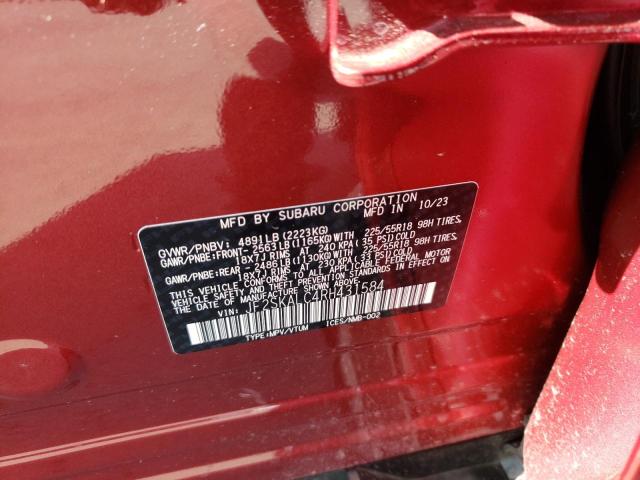 MFD BY SUBARU CORPORATION MFD IN 10/23
GVWR/PNBV: 4891LB (2223KG)
GAWR/PNBE:FRONT-2563LB(1165KG)WITH 225/55R18 98H TIRES,
18X7J RIMS AT 240 KPA (35 PSI)COLD
GAWR/PNBE:REAR -2486LB(1130KG)WITH 225/55R18 98H TIRES,
18X7J RIMS AT 230 KPA (33 PSI)COLD
THIS VEHICLE CONFORMS TO ALL APPLICABLE U.S. FEDERAL MOTOR
VEHICLE SAFETY AND BUMPER STANDARDS IN EFFECT ON THE DATE
OF MANUFACTURE SHOWN ABOVE.
VIN: JF2SKALC4RH431584
TYPE:MPV/VTUM ICES/NMB-002